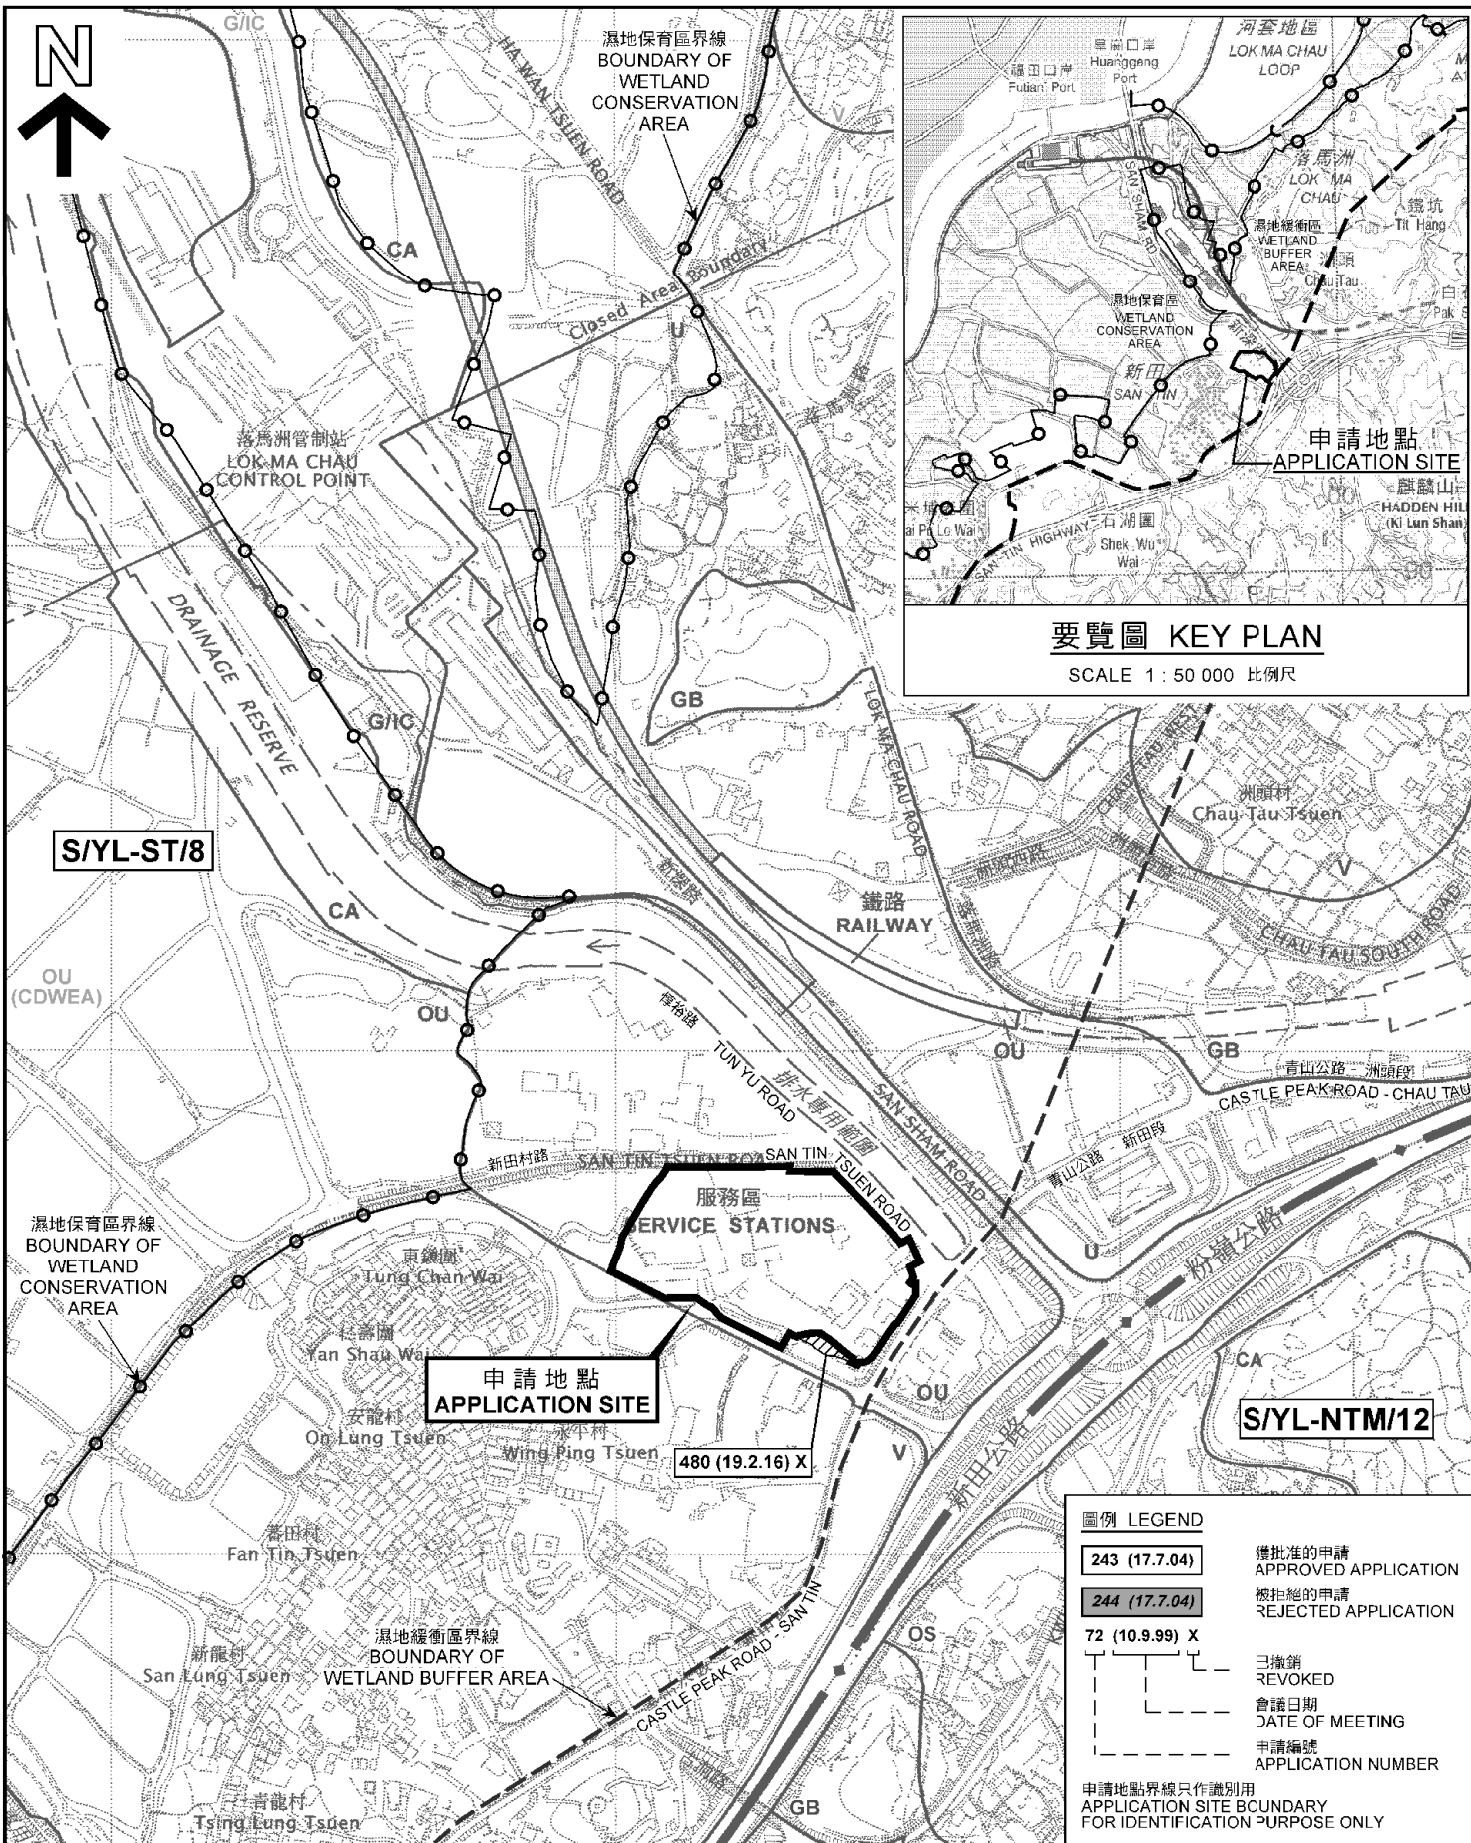 N
G/IC
HA WAN TSUEN ROAD
濕地保育區界線
BOUNDARY OF
WETLAND
CONSERVATION
AREA
V
CA
Closed Area Boundary
U
落馬洲管制站
LOK MA CHAU
CONTROL POINT
DRAINAGE RESERVE
G/IC
GB
LOK MA CHAU ROAD
河套地區
LOK MA CHAU
LOOP
皇崗口岸
Huanggang
Port
福田口岸
Futian Port
SAN SHAM RD
落馬洲
LOK MA
CHAU
Tit Hang
濕地緩衝區
WETLAND
BUFFER
AREA
洲頭
Chau Tau
濕地保育區
WETLAND
CONSERVATION
AREA
新田
SAN TIN
申請地點
APPLICATION SITE
麒麟山
HADDEN HILL
(Ki Lun Shan)
SAN TIN HIGHWAY
石湖圍
Shek Wu
Wai
要覽圖 KEY PLAN
SCALE 1 : 50 000 比例尺
CHAU TAU WEST
洲頭村
Chau Tau Tsuen
V
CHAU TAU SOUTH ROAD
S/YL-ST/8
CA
鐵路
RAILWAY
落馬洲路
OU
(CDWEA)
OU
TUN YU ROAD
排水專用範圍
SAN SHAM ROAD
OU
GB
青山公路 - 洲頭段
CASTLE PEAK ROAD - CHAU TAU
新田村路
SAN TIN TSUEN ROA
SAN TIN TSUEN ROAD
青山公路 - 新田段
服務區
SERVICE STATIONS
U
粉嶺公路
濕地保育區界線
BOUNDARY OF
WETLAND
CONSERVATION
AREA
東鎮圍
Tung Chan Wai
仁壽圍
Yan Shau Wai
申請地點
APPLICATION SITE
安龍村
On Lung Tsuen
永平村
Wing Ping Tsuen
480 (19.2.16) X
OU
V
CA
S/YL-NTM/12
新田公路
蕃田村
Fan Tin Tsuen
新龍村
San Lung Tsuen
濕地緩衝區界線
BOUNDARY OF
WETLAND BUFFER AREA
CASTLE PEAK ROAD - SAN TIN
OS
青龍村
Tsing Lung Tsuen
GB
圖例 LEGEND
243 (17.7.04)
獲批准的申請
APPROVED APPLICATION
244 (17.7.04)
被拒絕的申請
REJECTED APPLICATION
72 (10.9.99) X
已撤銷
REVOKED
會議日期
DATE OF MEETING
申請編號
APPLICATION NUMBER
申請地點界線只作識別用
APPLICATION SITE BOUNDARY
FOR IDENTIFICATION PURPOSE ONLY